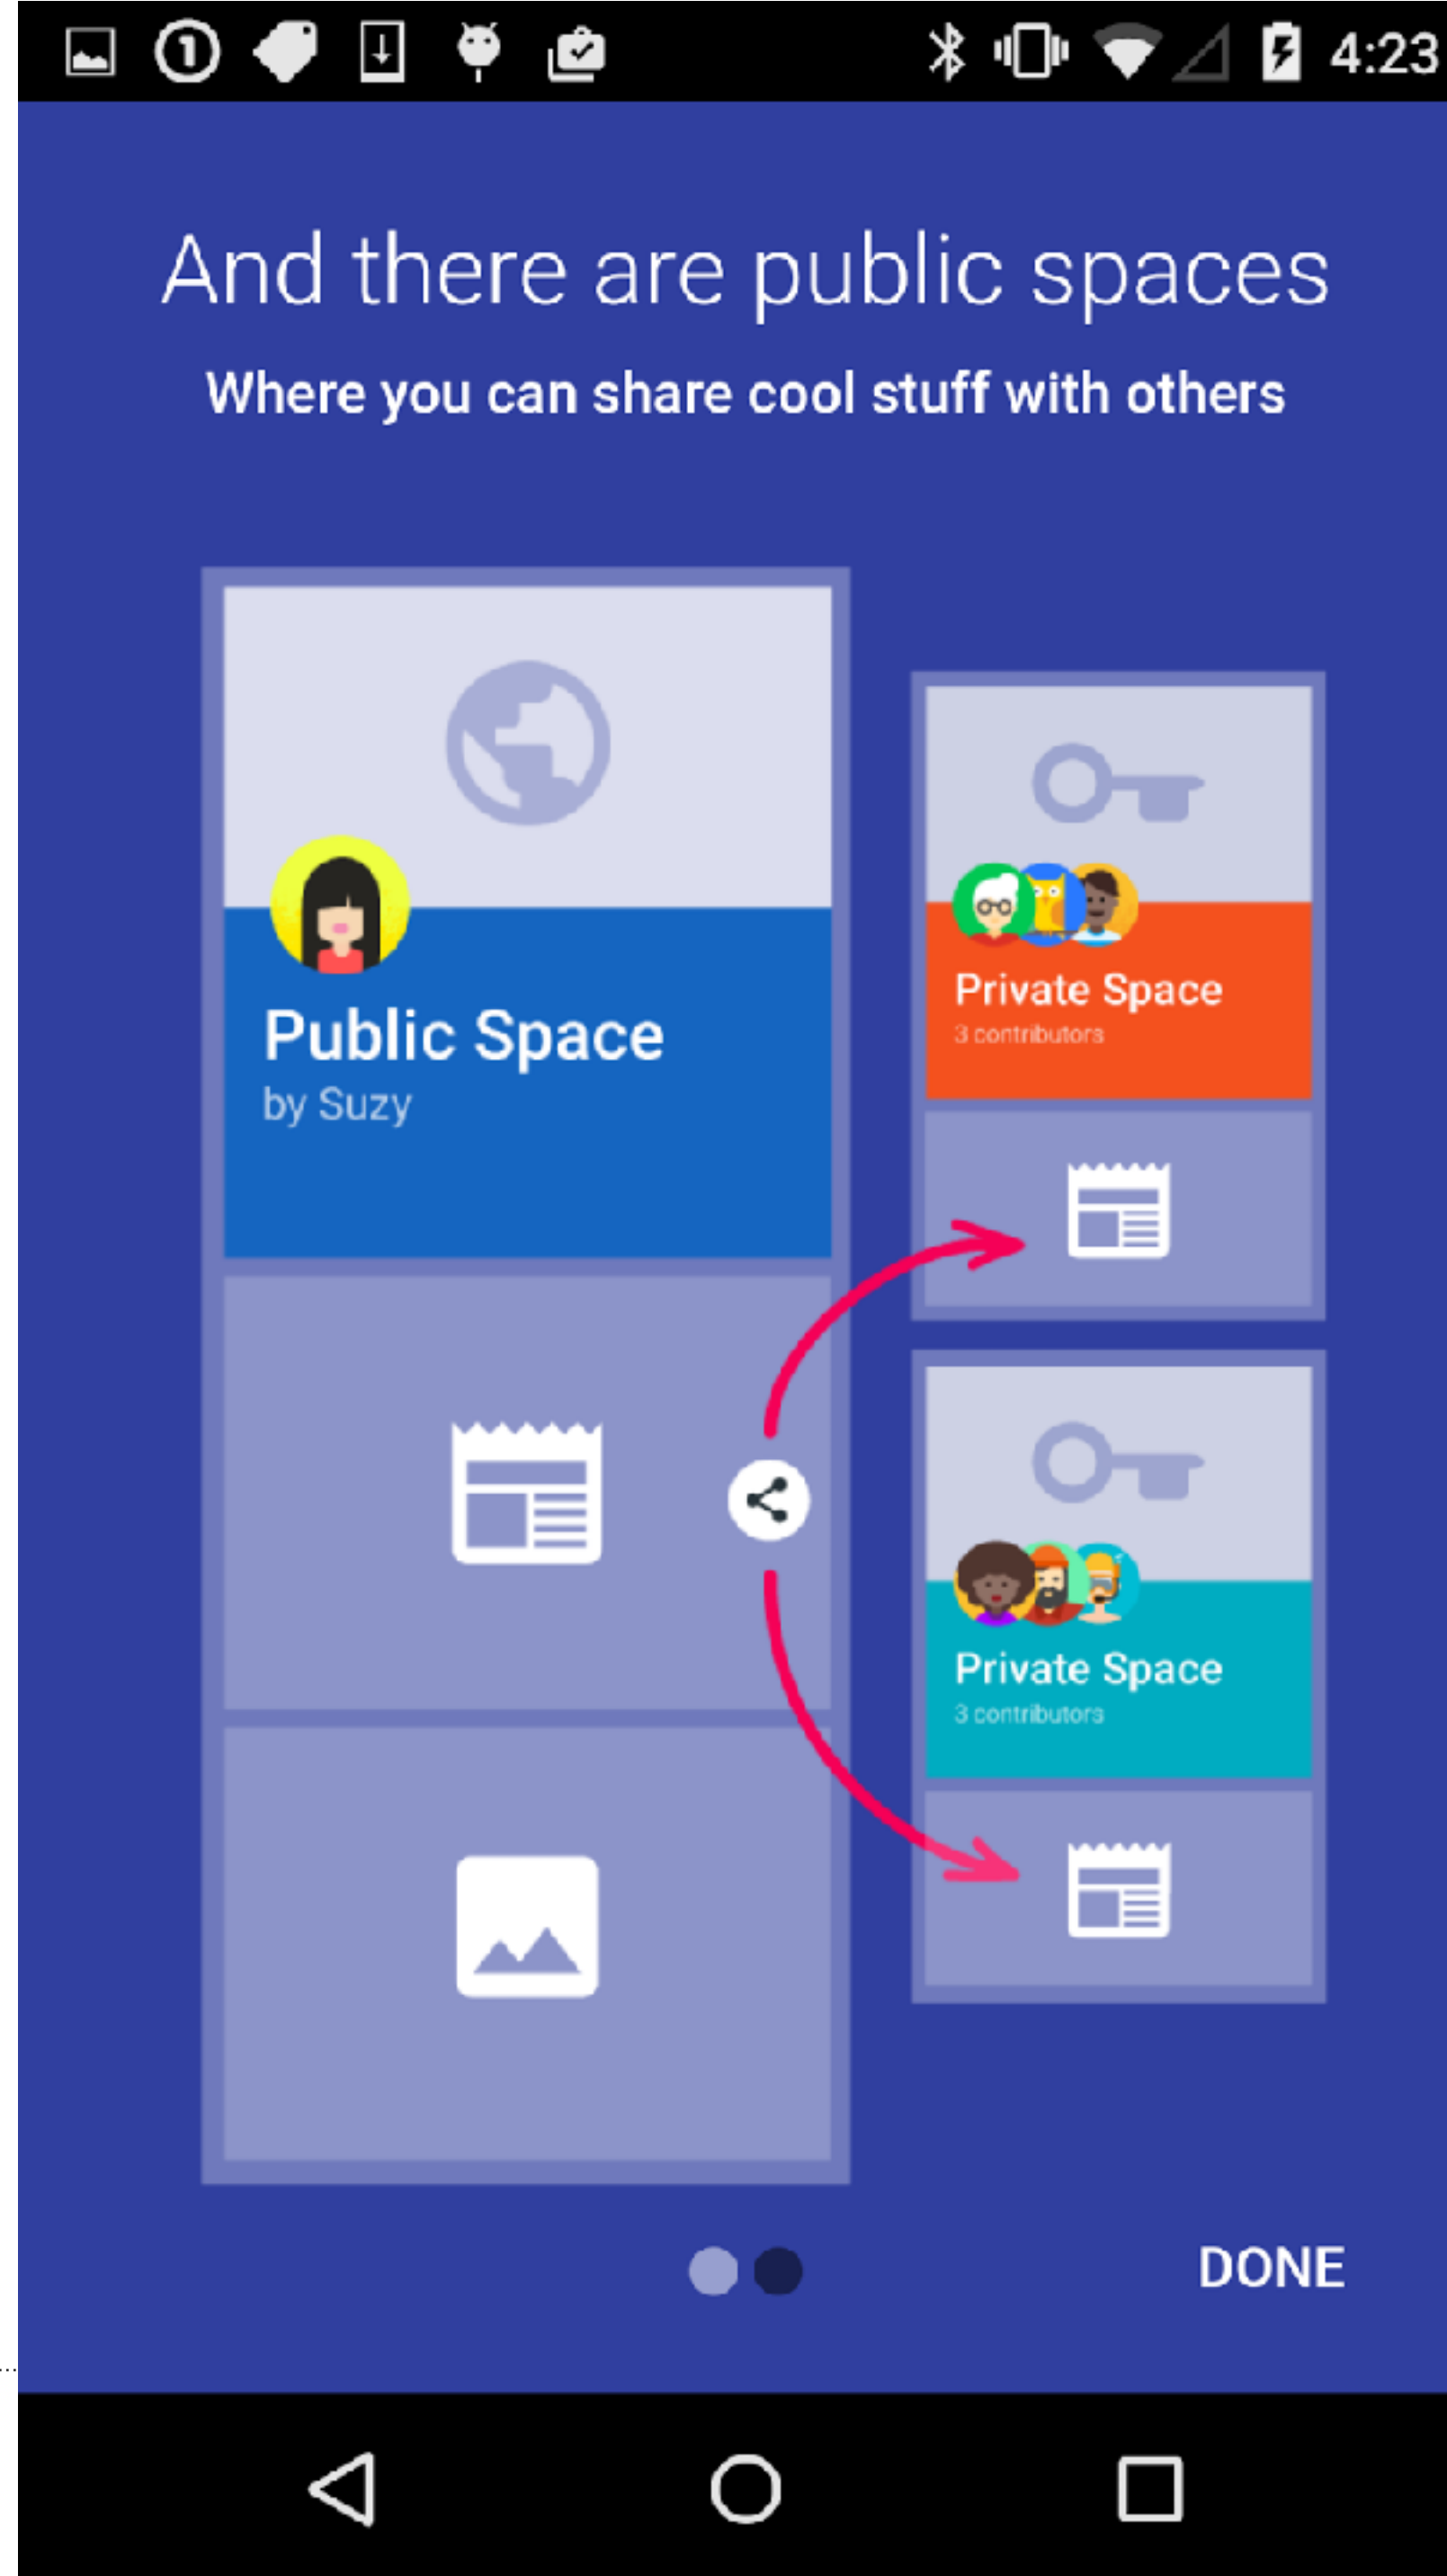 4:23
And there are public spaces
Where you can share cool stuff with others
Public Space
by Suzy
Private Space
3 contributors
Private Space
3 contributors
DONE